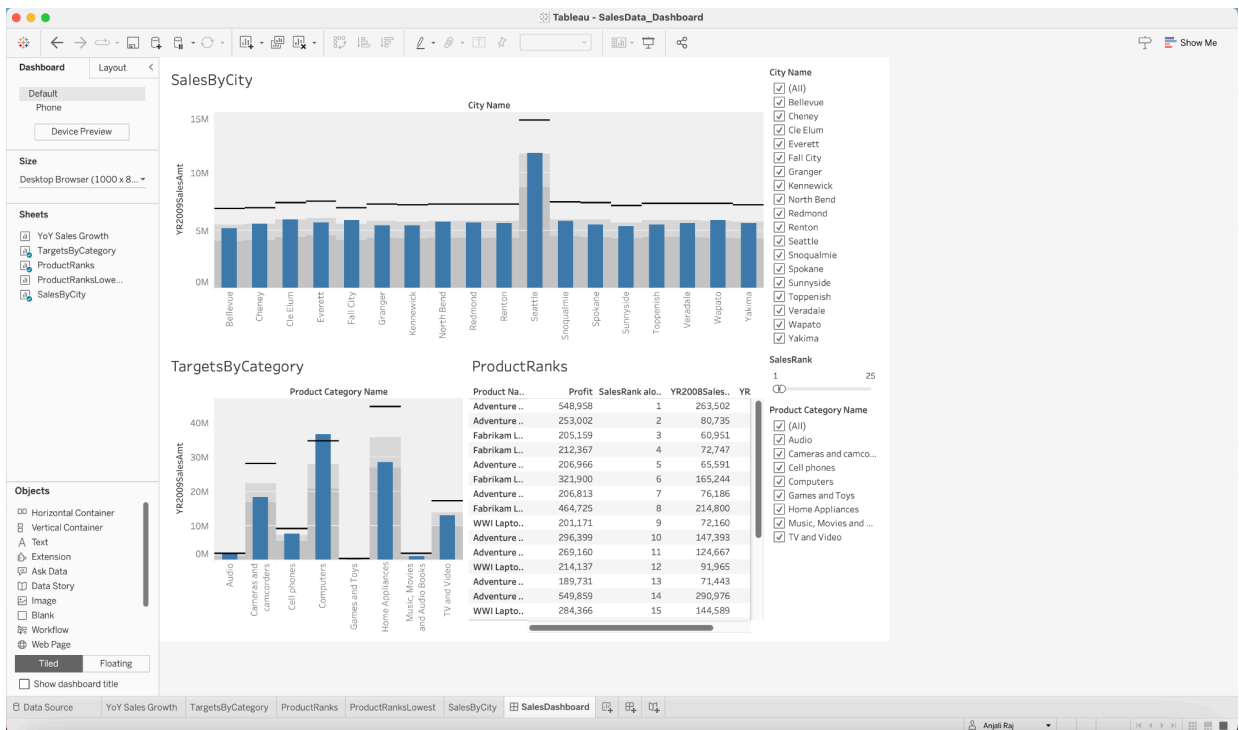 Tableau - SalesData_Dashboard
Show Me
Dashboard
Layout
Default
Phone
Device Preview
Size
Desktop Browser (1000 x 8...
Sheets
YoY Sales Growth
TargetsByCategory
ProductRanks
ProductRanksLowe...
SalesByCity
Objects
Horizontal Container
Vertical Container
A Text
Extension
Ask Data
Data Story
Image
Blank
Workflow
Web Page
Tiled
Floating
Show dashboard title
SalesByCity
City Name
YR2009SalesAmt
15M
10M
5M
0M
Bellevue
Cheney
Cle Elum
Everett
Fall City
Granger
Kennewick
North Bend
Redmond
Renton
Seattle
Snoqualmie
Spokane
Sunnyside
Toppenish
Veradale
Wapato
Yakima
TargetsByCategory
Product Category Name
YR2009SalesAmt
40M
30M
20M
10M
0M
Audio
Cameras and
camcorders
Cell phones
Computers
Games and Toys
Home Appliances
Music, Movies
and Audio Books
TV and Video
ProductRanks
Product Na.. Profit SalesRank alo.. YR2008Sales.. YR
Adventure .. 548,958 1 263,502
Adventure .. 253,002 2 80,735
Fabrikam L.. 205,159 3 60,951
Fabrikam L.. 212,367 4 72,747
Adventure .. 206,966 5 65,591
Fabrikam L.. 321,900 6 165,244
Adventure .. 206,813 7 76,186
Fabrikam L.. 464,725 8 214,800
WWI Lapto.. 201,171 9 72,160
Adventure .. 296,399 10 147,393
Adventure .. 269,160 11 124,667
WWI Lapto.. 214,137 12 91,965
Adventure .. 189,731 13 71,443
Adventure .. 549,859 14 290,976
WWI Lapto.. 284,366 15 144,589
City Name
(All)
Bellevue
Cheney
Cle Elum
Everett
Fall City
Granger
Kennewick
North Bend
Redmond
Renton
Seattle
Snoqualmie
Spokane
Sunnyside
Toppenish
Veradale
Wapato
Yakima
SalesRank
1 25
Product Category Name
(All)
Audio
Cameras and camco...
Cell phones
Computers
Games and Toys
Home Appliances
Music, Movies and ...
TV and Video
Data Source
YoY Sales Growth
TargetsByCategory
ProductRanks
ProductRanksLowest
SalesByCity
SalesDashboard
Anjali Raj